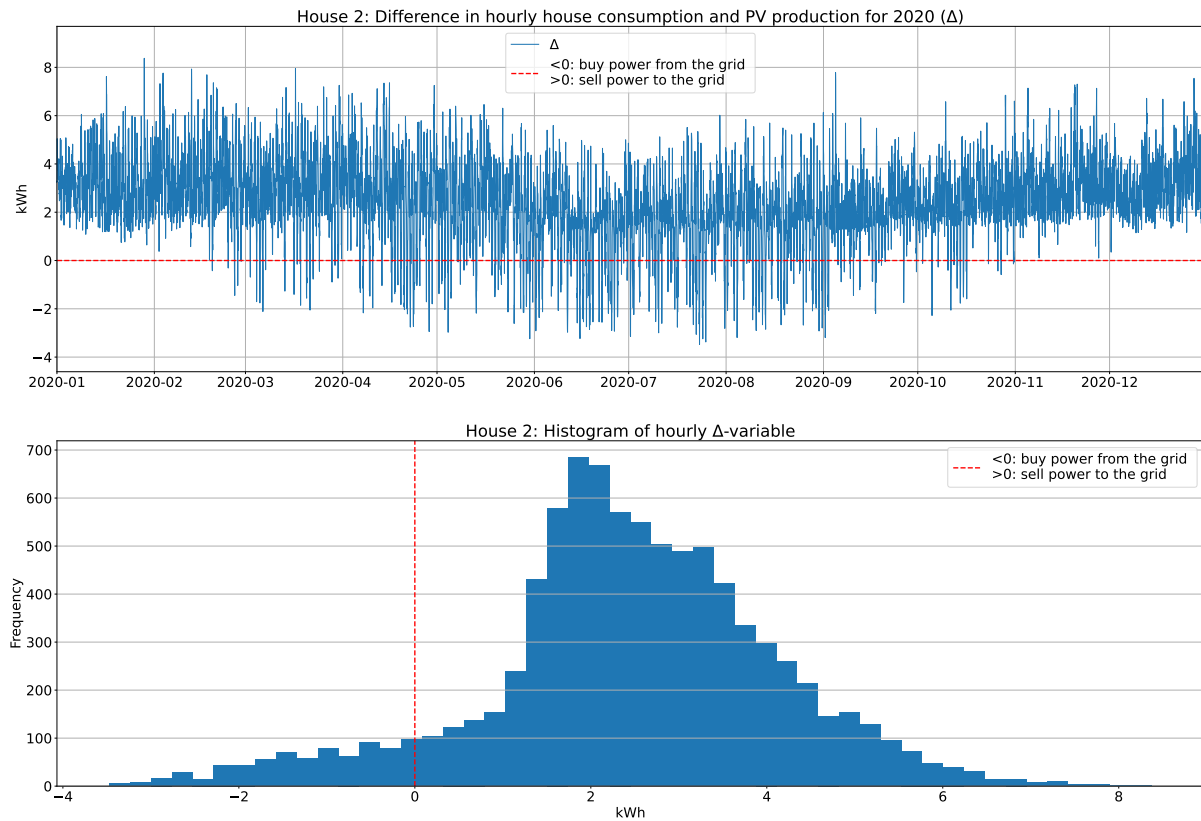 House 2: Difference in hourly house consumption and PV production for 2020 (Δ)
Δ
<0: buy power from the grid
>0: sell power to the grid
kWh
8
6
4
2
0
−2
−4
2020-01 2020-02 2020-03 2020-04 2020-05 2020-06 2020-07 2020-08 2020-09 2020-10 2020-11 2020-12
House 2: Histogram of hourly Δ-variable
<0: buy power from the grid
>0: sell power to the grid
Frequency
700
600
500
400
300
200
100
0
−4 −2 0 2 4 6 8
kWh